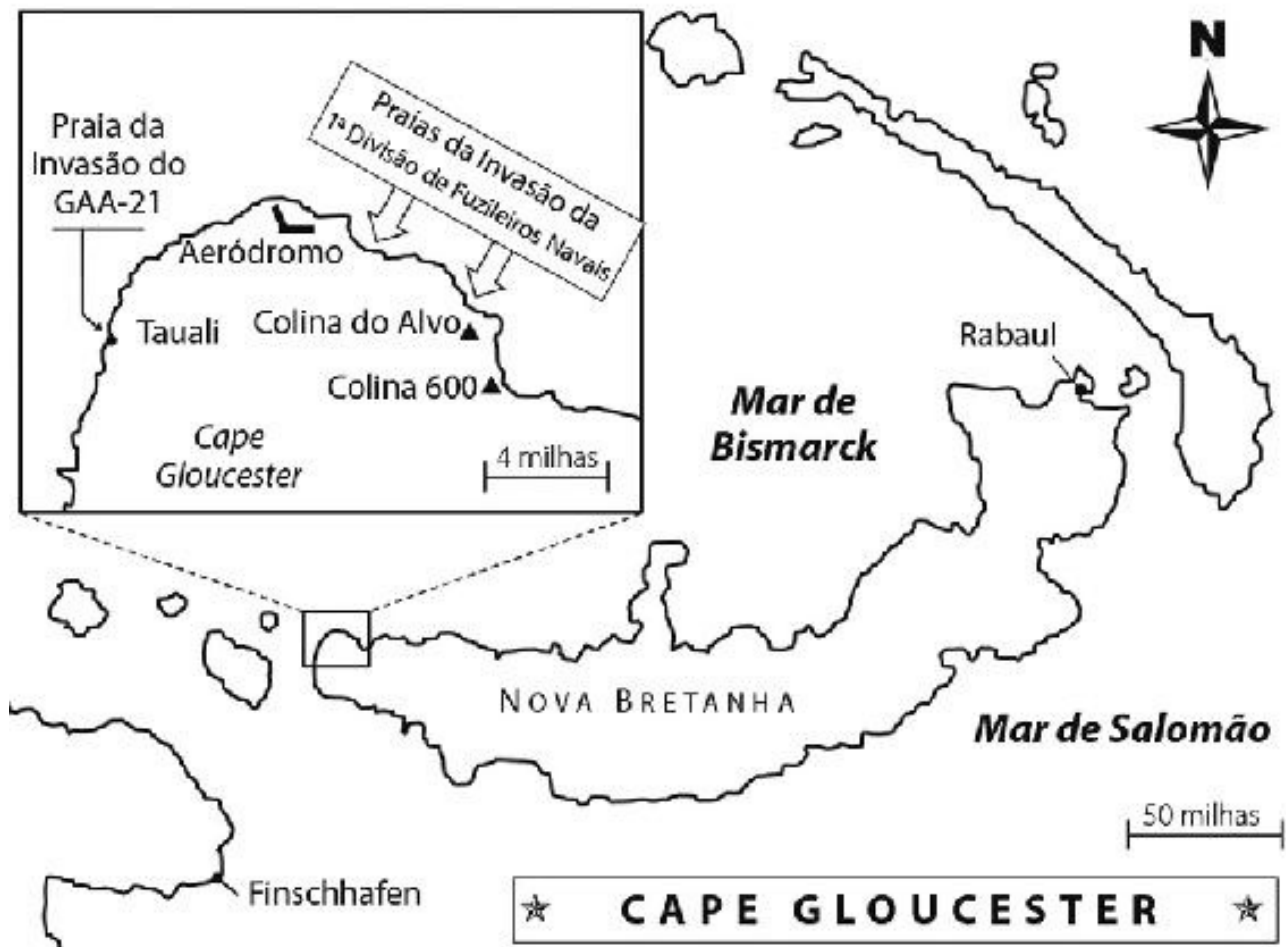 N
Praia da
Invasão do
GAA-21
Praias da Invasão da
1ª Divisão de Fuzileiros Navais
Aeródromo
Tauali
Colina do Alvo
Colina 600
Cape
Gloucester
4 milhas
Rabaul
Mar de
Bismarck
NOVA BRETANHA
Mar de Salomão
50 milhas
Finschhafen
CAPE GLOUCESTER